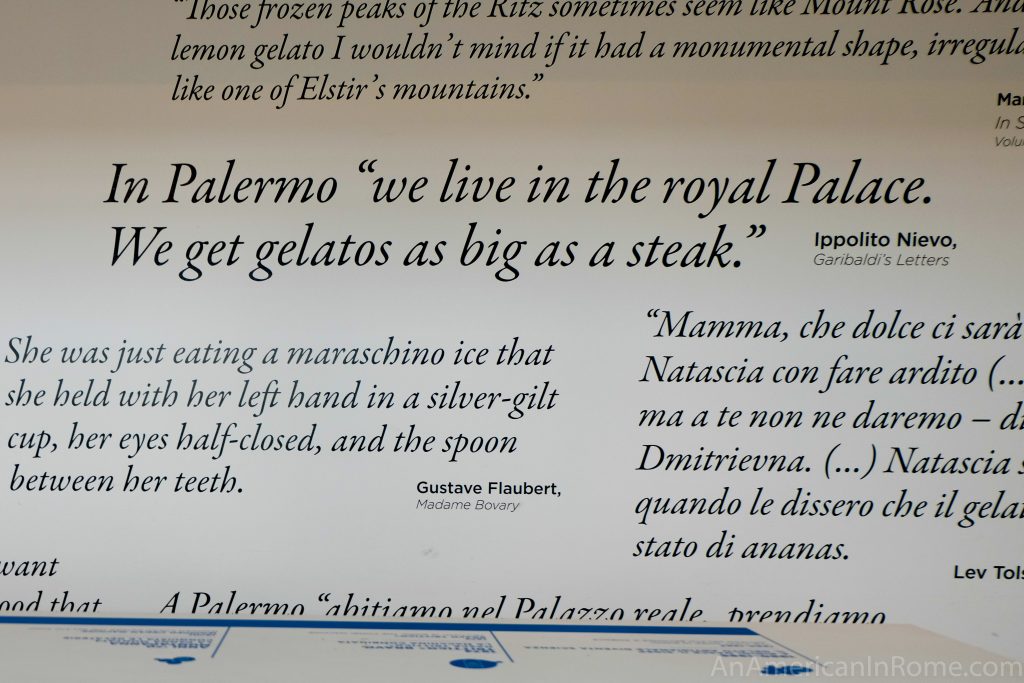 “Those frozen peaks of the Ritz sometimes seem like Mount Rose. And
lemon gelato I wouldn’t mind if it had a monumental shape,
like one of Elstir’s mountains.”
In
In Palermo “we live in the royal Palace.
We get gelatos as big as a steak.”
Ippolito Nievo,
Garibaldi’s Letters
She was just eating a maraschino ice that
she held with her left hand in a silver-gilt
cup, her eyes half-closed, and the spoon
between her teeth.
Gustave Flaubert,
Madame Bovary
“Mamma, che dolce ci sarà
Natascia con fare ardito (...
ma a te non ne daremo –
Dmitrievna. (...) Natascia
quando le dissero che il
stato di ananas.
Lev
want
that
A Palermo “abitiamo nel Palazzo reale, prendiamo
AnAmericanInRome.com